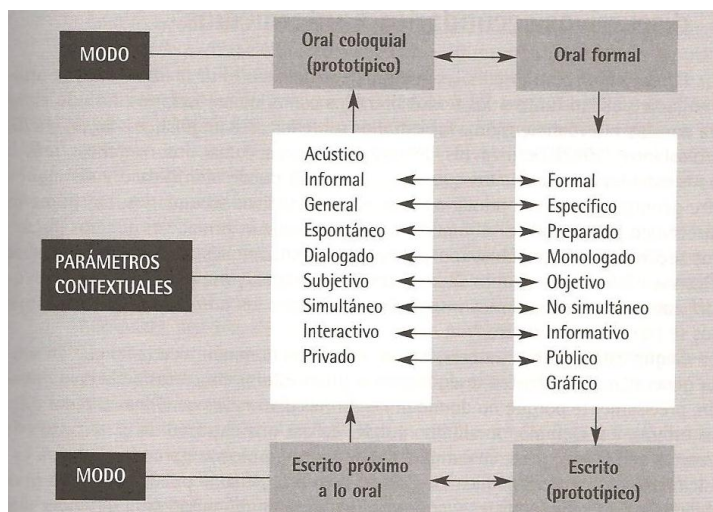 MODO
Oral coloquial
(prototípico)
Oral formal
PARÁMETROS
CONTEXTUALES
Acústico
Informal
General
Espontáneo
Dialogado
Subjetivo
Simultáneo
Interactivo
Privado
Formal
Específico
Preparado
Monologado
Objetivo
No simultáneo
Informativo
Público
Gráfico
MODO
Escrito próximo
a lo oral
Escrito
(prototípico)